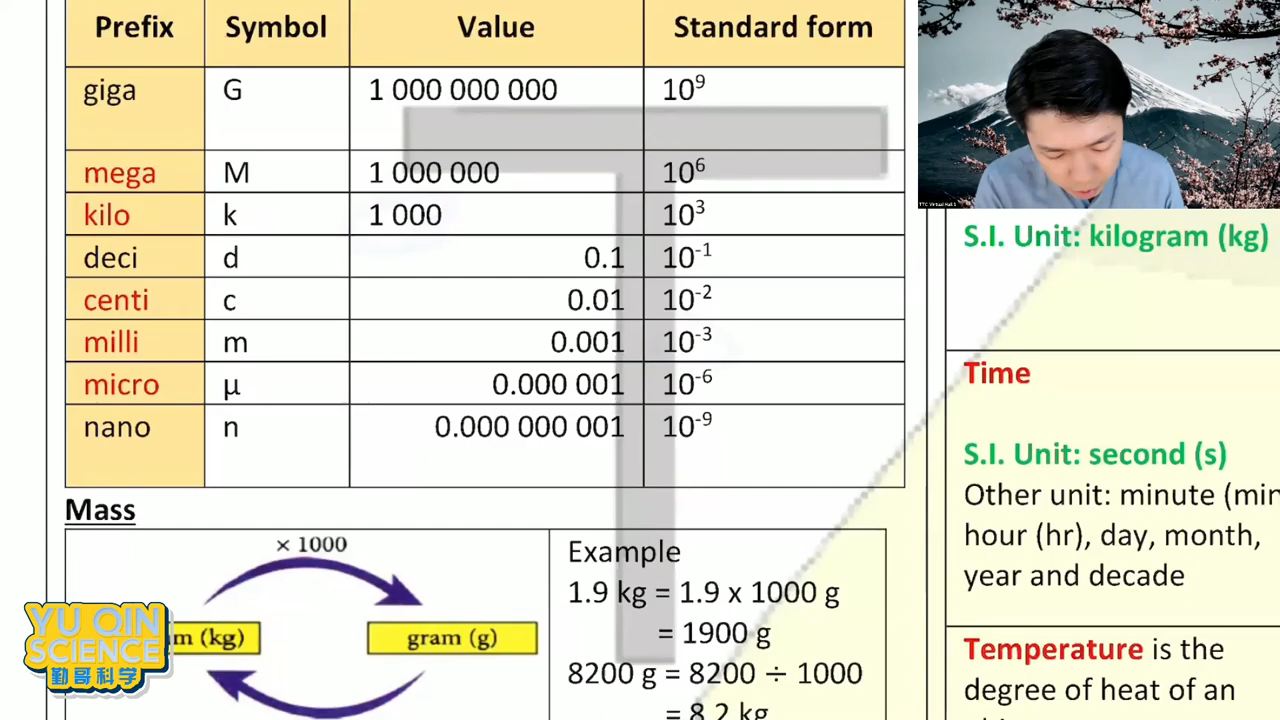 Prefix Symbol Value Standard form
giga G 1 000 000 000 10⁹
mega M 1 000 000 10⁶
kilo k 1 000 10³
deci d 0.1 10⁻¹
centi c 0.01 10⁻²
milli m 0.001 10⁻³
micro µ 0.000 001 10⁻⁶
nano n 0.000 000 001 10⁻⁹
Mass
× 1000
(kg)
gram (g)
Example
1.9 kg = 1.9 x 1000 g
= 1900 g
8200 g = 8200 ÷ 1000
= 8.2 kg
S.I. Unit: kilogram (kg)
Time
S.I. Unit: second (s)
Other unit: minute (min
hour (hr), day, month,
year and decade
Temperature is the
degree of heat of an
YU QIN
SCIENCE
勤哥科学